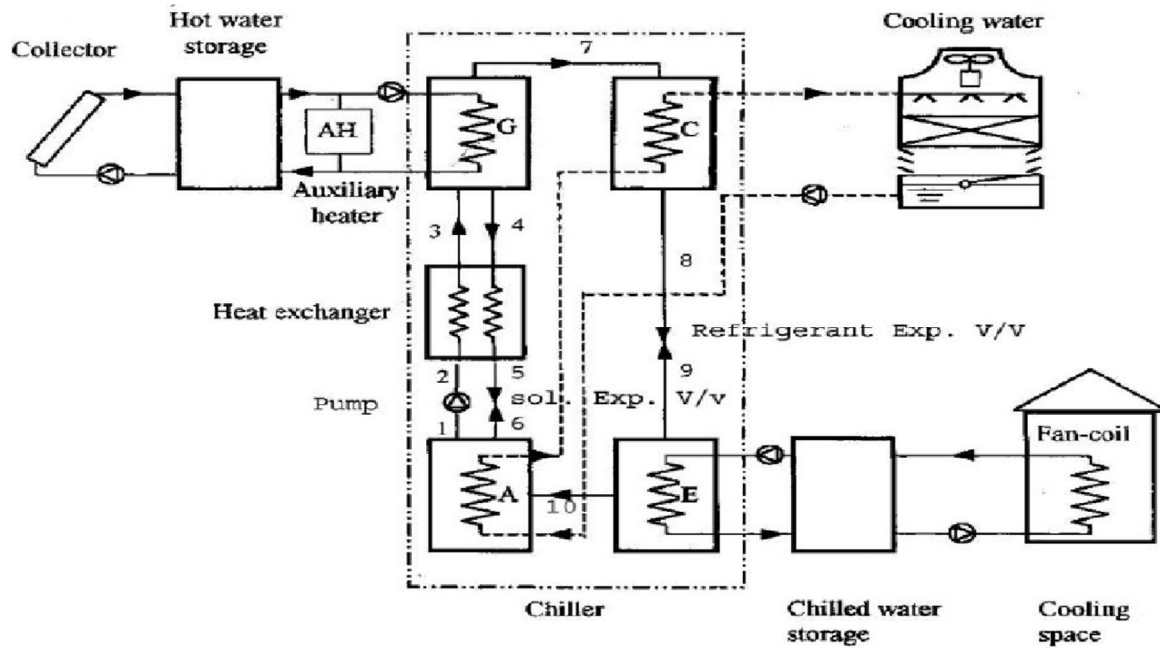 Hot water
storage
Collector
Cooling water
7
G
C
AH
Auxiliary
heater
3
4
8
Heat exchanger
Refrigerant Exp. V/V
2
5
9
Pump
sol. Exp. V/v
1
6
Fan-coil
A
10
E
Chiller
Chilled water
storage
Cooling
space